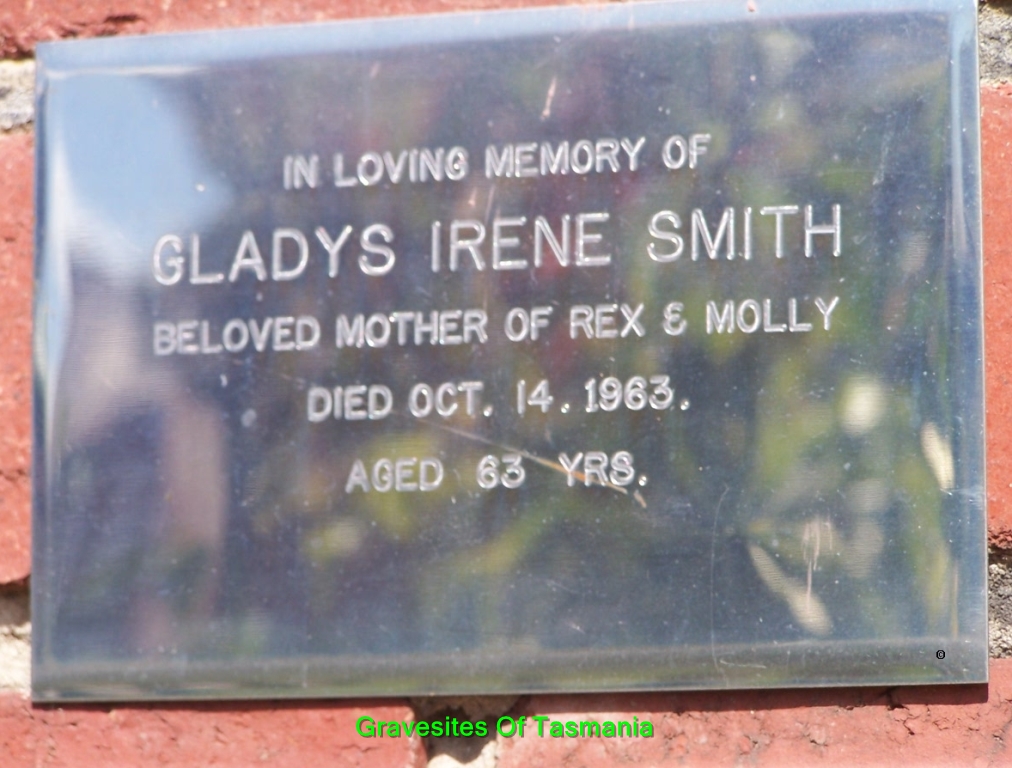 IN LOVING MEMORY OF
GLADYS IRENE SMITH
BELOVED MOTHER OF REX & MOLLY
DIED OCT. 14. 1963.
AGED 63 YRS.
©
Gravesites Of Tasmania